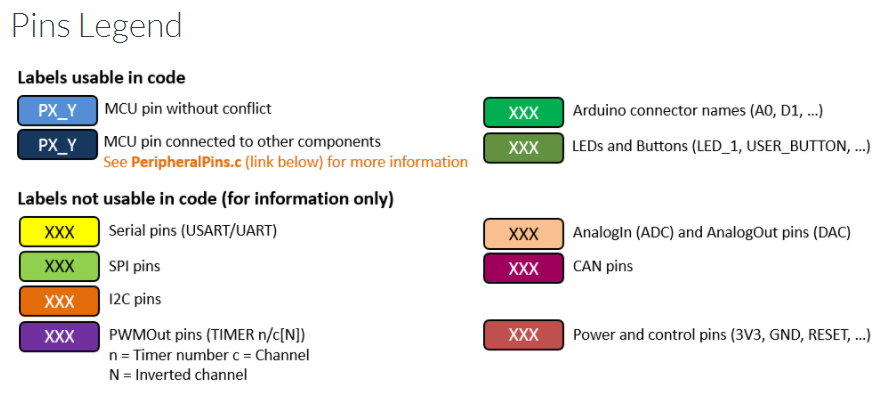 Pins Legend
Labels usable in code
PX_Y MCU pin without conflict
XXX Arduino connector names (A0, D1, ...)
PX_Y MCU pin connected to other components
See PeripheralPins.c (link below) for more information
XXX LEDs and Buttons (LED_1, USER_BUTTON, ...)
Labels not usable in code (for information only)
XXX Serial pins (USART/UART)
XXX AnalogIn (ADC) and AnalogOut pins (DAC)
XXX SPI pins
XXX CAN pins
XXX I2C pins
XXX PWMOut pins (TIMER n/c[N])
n = Timer number c = Channel
N = Inverted channel
XXX Power and control pins (3V3, GND, RESET, ...)